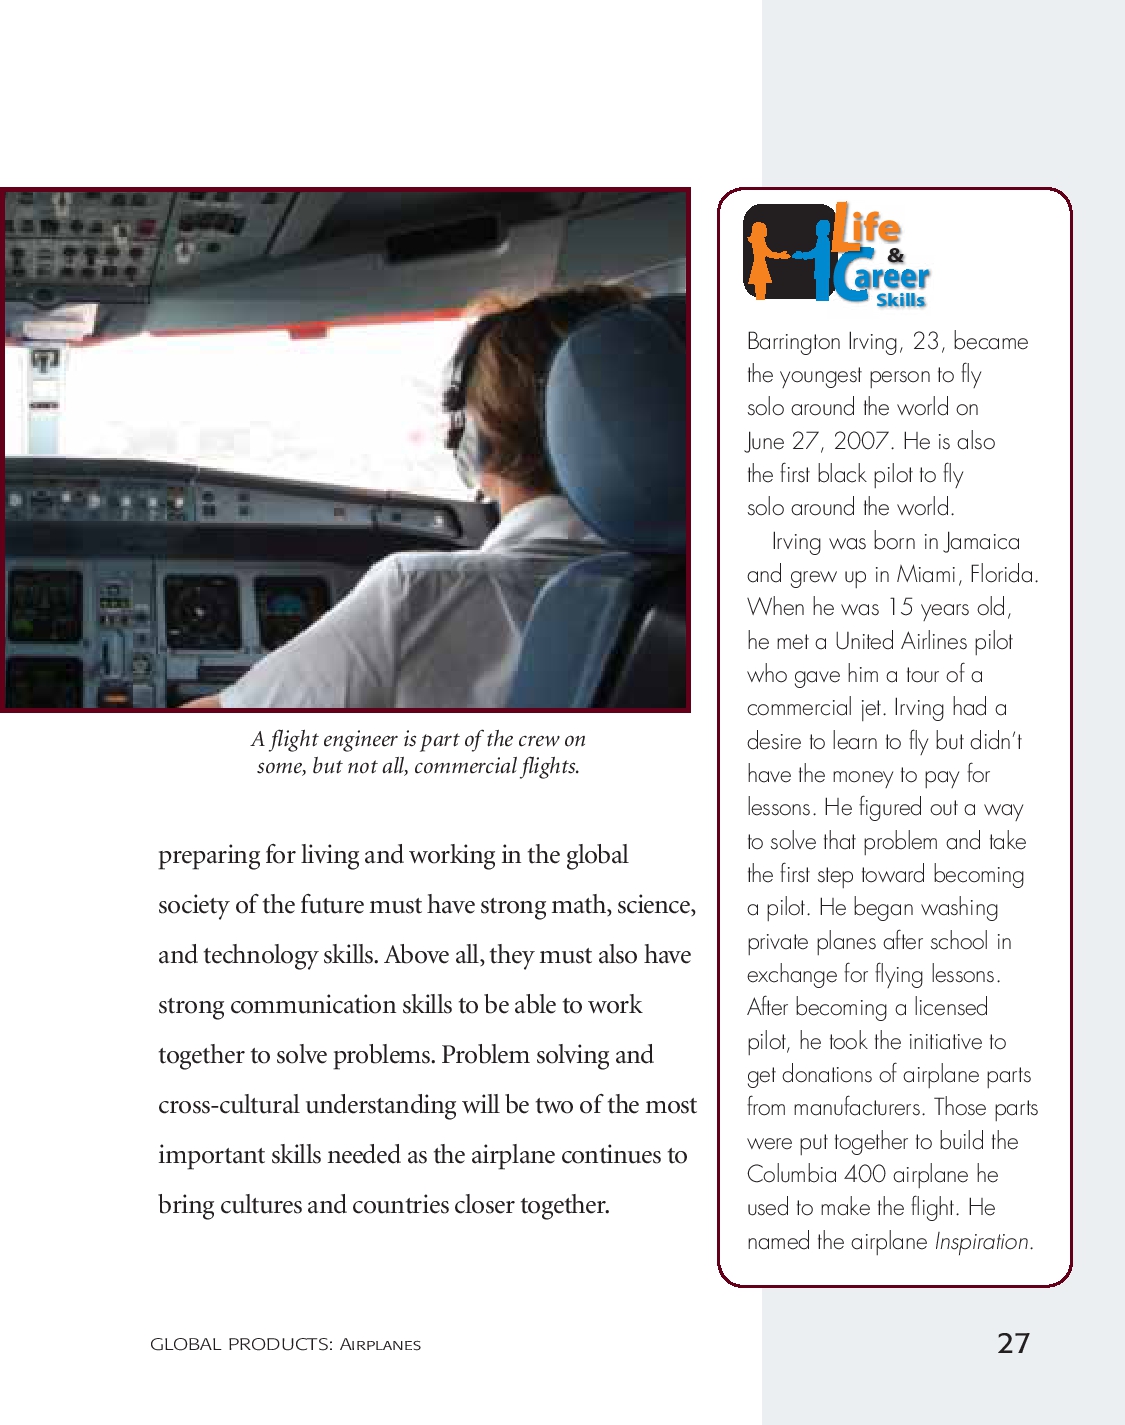 A flight engineer is part of the crew on
some, but not all, commercial flights.
preparing for living and working in the global
society of the future must have strong math, science,
and technology skills. Above all, they must also have
strong communication skills to be able to work
together to solve problems. Problem solving and
cross-cultural understanding will be two of the most
important skills needed as the airplane continues to
bring cultures and countries closer together.
Life
&
Career
Skills
Barrington Irving, 23, became
the youngest person to fly
solo around the world on
June 27, 2007. He is also
the first black pilot to fly
solo around the world.
Irving was born in Jamaica
and grew up in Miami, Florida.
When he was 15 years old,
he met a United Airlines pilot
who gave him a tour of a
commercial jet. Irving had a
desire to learn to fly but didn't
have the money to pay for
lessons. He figured out a way
to solve that problem and take
the first step toward becoming
a pilot. He began washing
private planes after school in
exchange for flying lessons.
After becoming a licensed
pilot, he took the initiative to
get donations of airplane parts
from manufacturers. Those parts
were put together to build the
Columbia 400 airplane he
used to make the flight. He
named the airplane Inspiration.
GLOBAL PRODUCTS: AIRPLANES
27